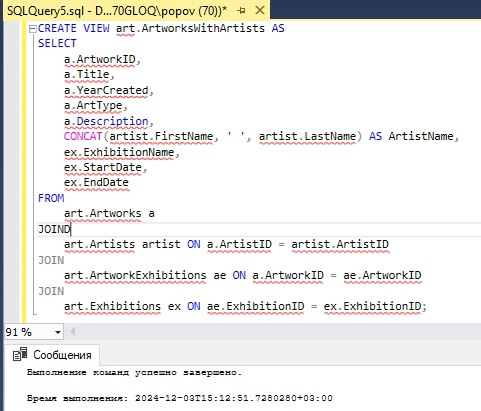 SQLQuery5.sql - D...70GLOQ\popov (70))*
CREATE VIEW art.ArtworksWithArtists AS
SELECT
a.ArtworkID,
a.Title,
a.YearCreated,
a.ArtType,
a.Description,
CONCAT(artist.FirstName, ' ', artist.LastName) AS ArtistName,
ex.ExhibitionName,
ex.StartDate,
ex.EndDate
FROM
art.Artworks a
JOIND
art.Artists artist ON a.ArtistID = artist.ArtistID
JOIN
art.ArtworkExhibitions ae ON a.ArtworkID = ae.ArtworkID
JOIN
art.Exhibitions ex ON ae.ExhibitionID = ex.ExhibitionID;
91 %
Сообщения
Выполнение команд успешно завершено.
Время выполнения: 2024-12-03T15:12:51.7280280+03:00